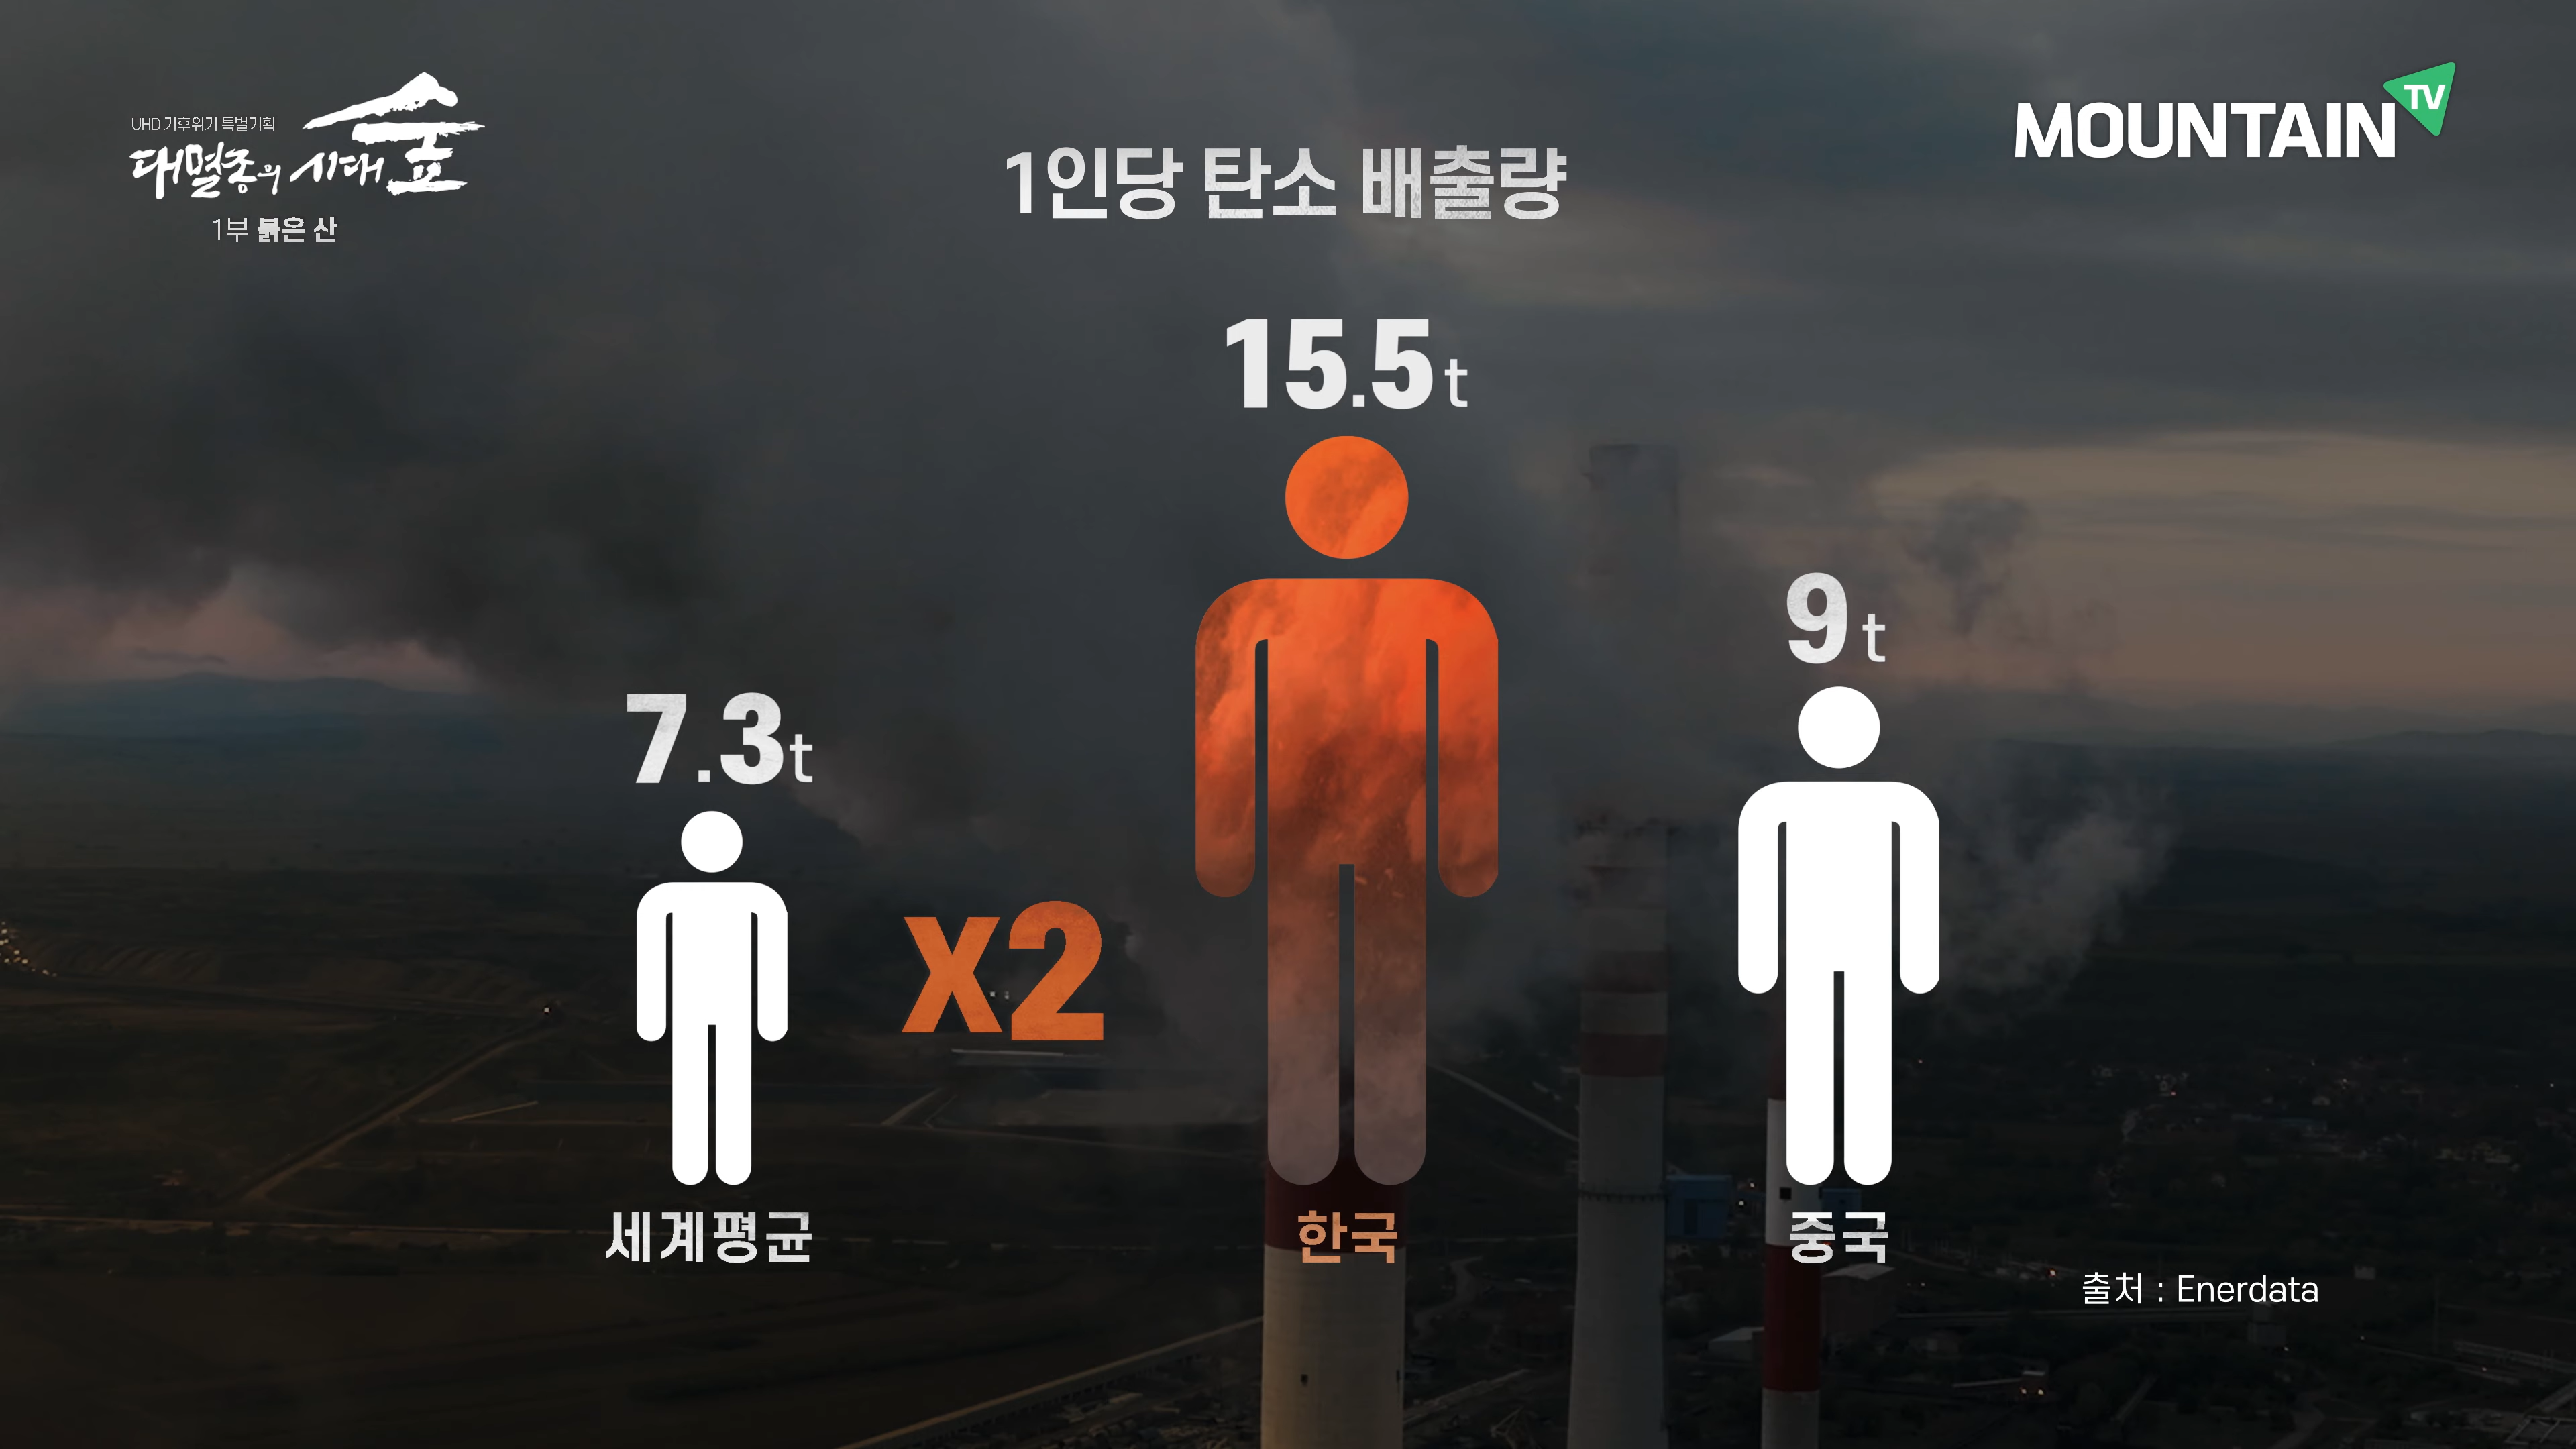 UHD 기후위기 특별기획
대멸종의 시대 숲
1부 붉은 산
MOUNTAIN TV
1인당 탄소 배출량
15.5t
9t
7.3t
X2
세계평균
한국
중국
출처 : Enerdata